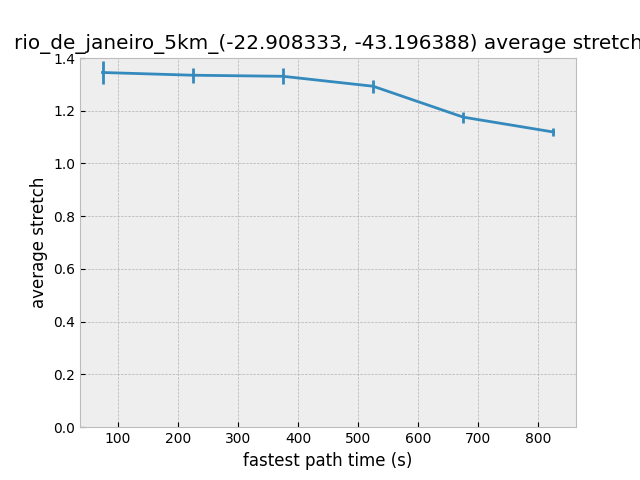 rio_de_janeiro_5km_(-22.908333, -43.196388) average stretch
1.4
1.2
1.0
0.8
0.6
0.4
0.2
0.0
average stretch
100 200 300 400 500 600 700 800
fastest path time (s)